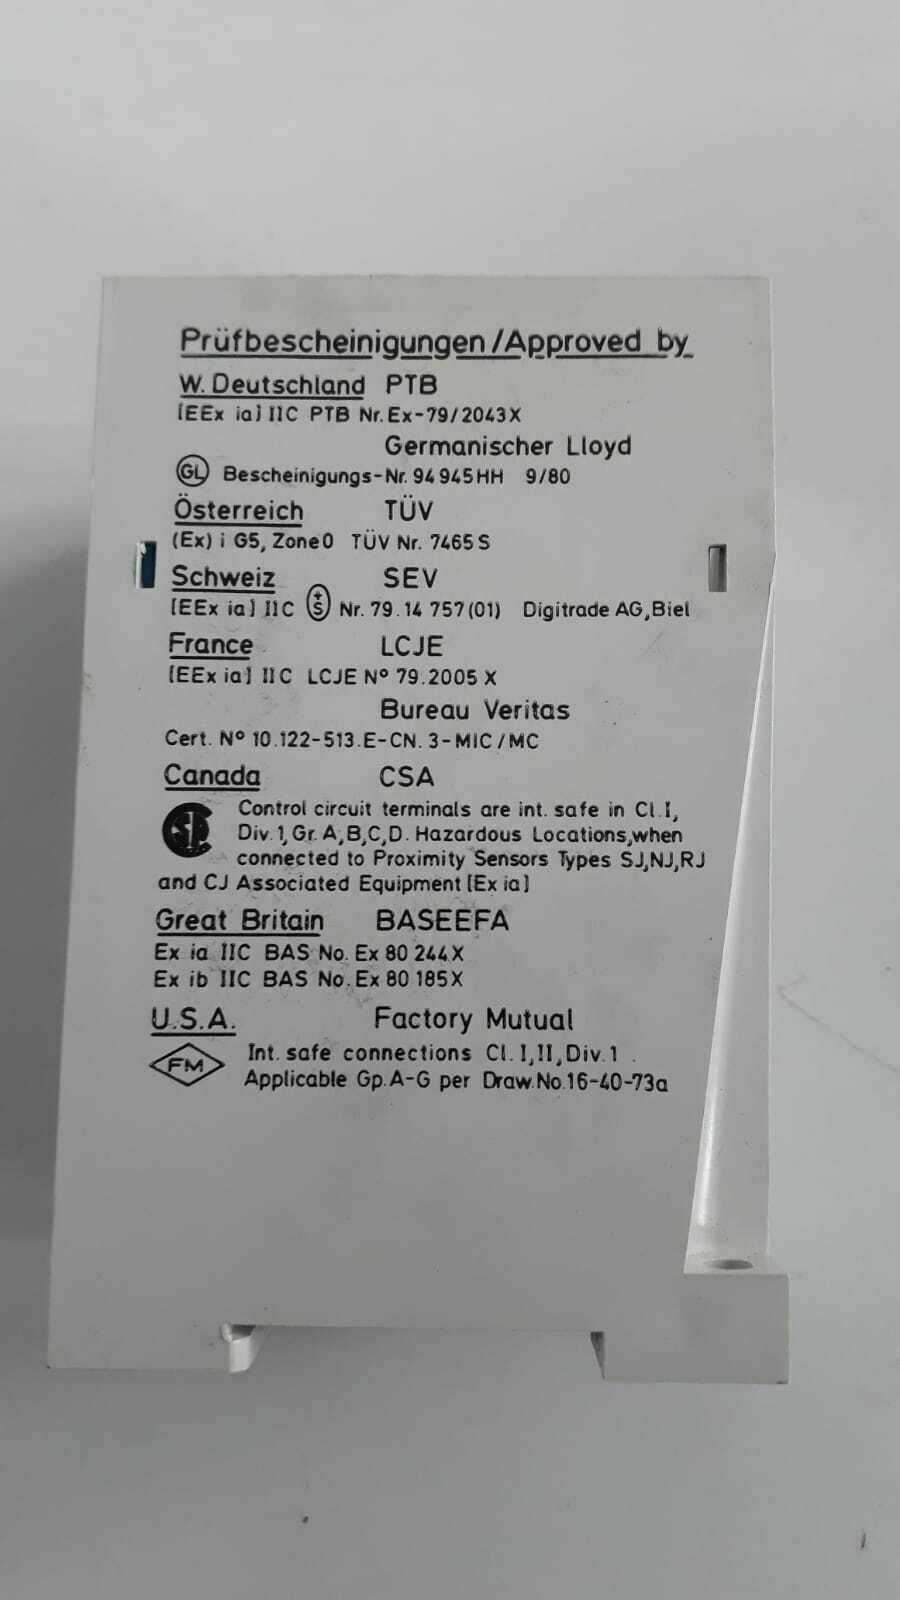 Prüfbescheinigungen/Approved by
W. Deutschland PTB
[EEx ia] IIC PTB Nr. Ex-79/2043X
Germanischer Lloyd
GL Bescheinigungs-Nr. 94 945 HH 9/80
Österreich TÜV
(Ex) i G5, Zone 0 TÜV Nr. 7465 S
Schweiz SEV
[EEx ia] IIC +S Nr. 79.14 757 (01) Digitrade AG, Biel
France LCJE
[EEx ia] IIC LCJE N° 79.2005 X
Bureau Veritas
Cert. N° 10.122-513.E-CN. 3-MIC/MC
Canada CSA
Control circuit terminals are int. safe in Cl.I,
Div.1, Gr. A,B,C,D. Hazardous Locations, when
connected to Proximity Sensors Types SJ,NJ,RJ
and CJ Associated Equipment [Ex ia]
Great Britain BASEEFA
Ex ia IIC BAS No. Ex 80 244X
Ex ib IIC BAS No. Ex 80 185X
U.S.A. Factory Mutual
FM Int. safe connections Cl. I,II, Div.1
Applicable Gp.A-G per Draw.No.16-40-73a